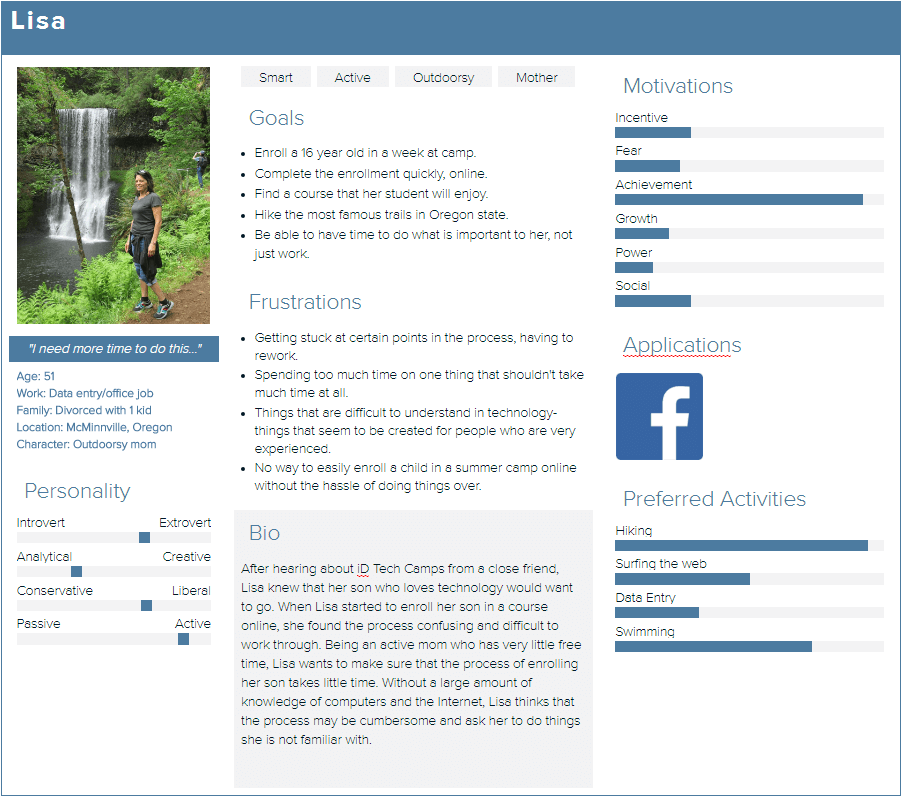 Lisa
"I need more time to do this..."
Age: 51
Work: Data entry/office job
Family: Divorced with 1 kid
Location: McMinnville, Oregon
Character: Outdoorsy mom
Personality
Introvert Extrovert
Analytical Creative
Conservative Liberal
Passive Active
Smart Active Outdoorsy Mother
Goals
• Enroll a 16 year old in a week at camp.
• Complete the enrollment quickly, online.
• Find a course that her student will enjoy.
• Hike the most famous trails in Oregon state.
• Be able to have time to do what is important to her, not
just work.
Frustrations
• Getting stuck at certain points in the process, having to
rework.
• Spending too much time on one thing that shouldn't take
much time at all.
• Things that are difficult to understand in technology-
things that seem to be created for people who are very
experienced.
• No way to easily enroll a child in a summer camp online
without the hassle of doing things over.
Bio
After hearing about iD Tech Camps from a close friend,
Lisa knew that her son who loves technology would want
to go. When Lisa started to enroll her son in a course
online, she found the process confusing and difficult to
work through. Being an active mom who has very little free
time, Lisa wants to make sure that the process of enrolling
her son takes little time. Without a large amount of
knowledge of computers and the Internet, Lisa thinks that
the process may be cumbersome and ask her to do things
she is not familiar with.
Motivations
Incentive
Fear
Achievement
Growth
Power
Social
Applications
f
Preferred Activities
Hiking
Surfing the web
Data Entry
Swimming